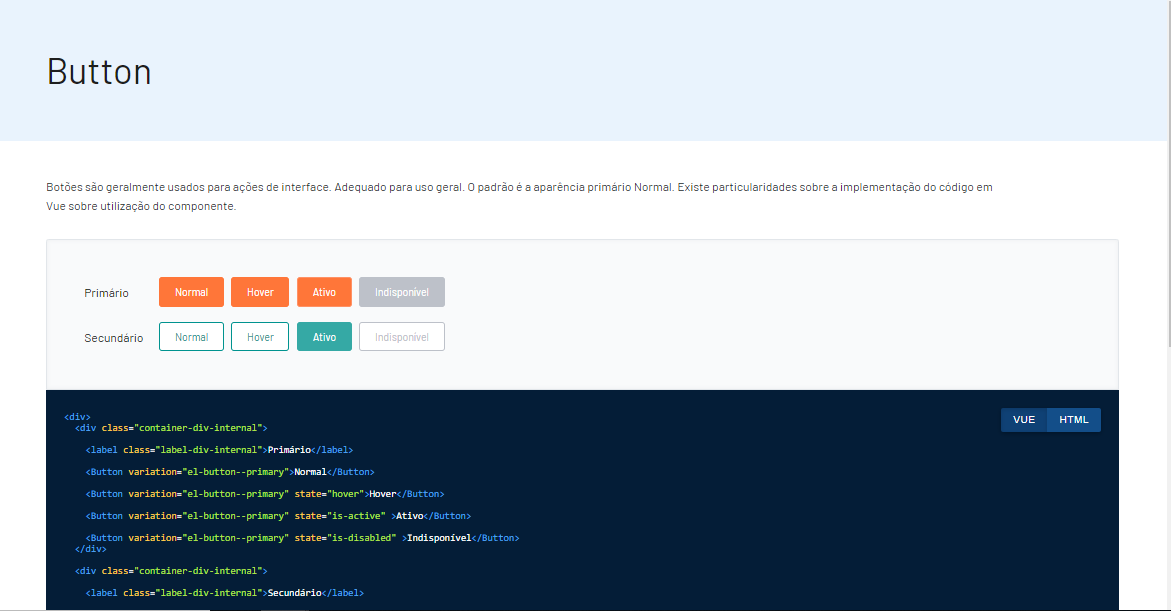 Button
Botões são geralmente usados para ações de interface. Adequado para uso geral. O padrão é a aparência primário Normal. Existe particularidades sobre a implementação do código em
Vue sobre utilização do componente.
Primário Normal Hover Ativo Indisponível
Secundário Normal Hover Ativo Indisponível
VUE HTML
<div>
<div class="container-div-internal">
<label class="label-div-internal">Primário</label>
<Button variation="el-button--primary">Normal</Button>
<Button variation="el-button--primary" state="hover">Hover</Button>
<Button variation="el-button--primary" state="is-active" >Ativo</Button>
<Button variation="el-button--primary" state="is-disabled" >Indisponível</Button>
</div>
<div class="container-div-internal">
<label class="label-div-internal">Secundário</label>